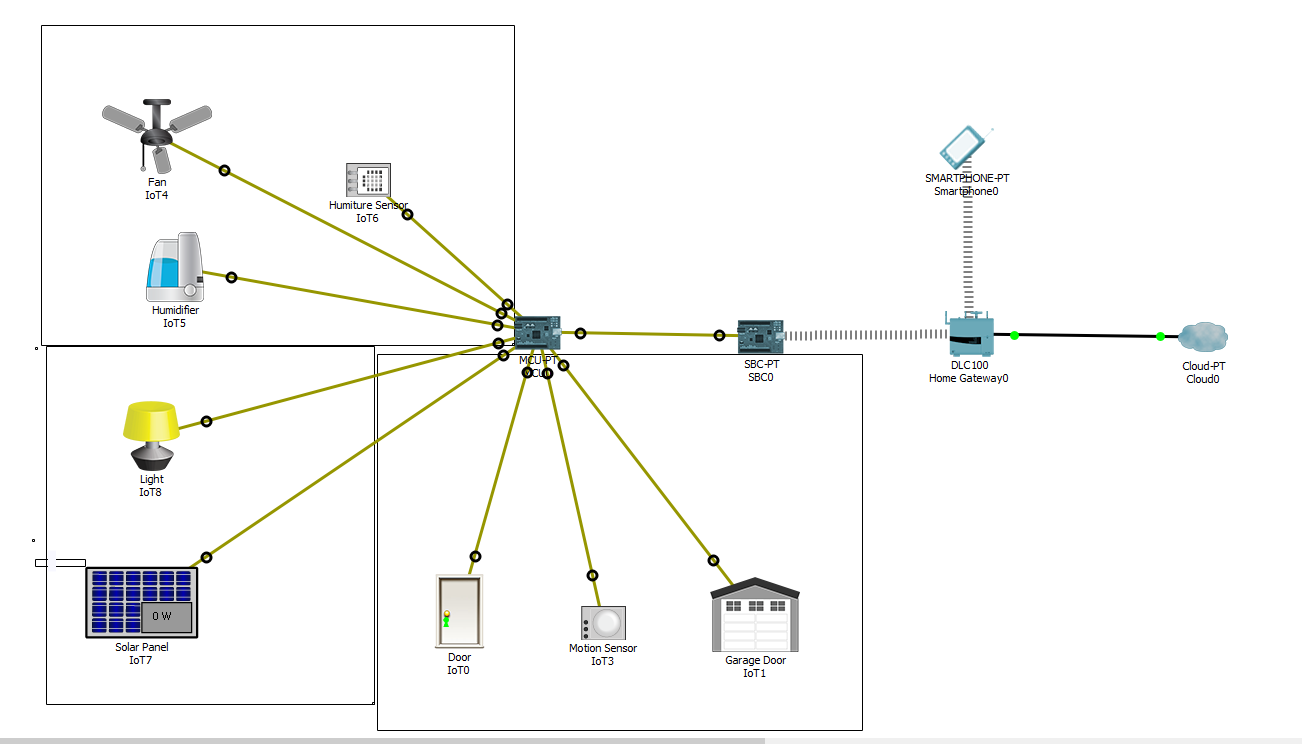 Fan
IoT4
Humiture Sensor
IoT6
SMARTPHONE-PT
Smartphone0
Humidifier
IoT5
MCU-PT
SBC-PT
SBC0
DLC100
Home Gateway0
Cloud-PT
Cloud0
Light
IoT8
0 W
Solar Panel
IoT7
Door
IoT0
Motion Sensor
IoT3
Garage Door
IoT1